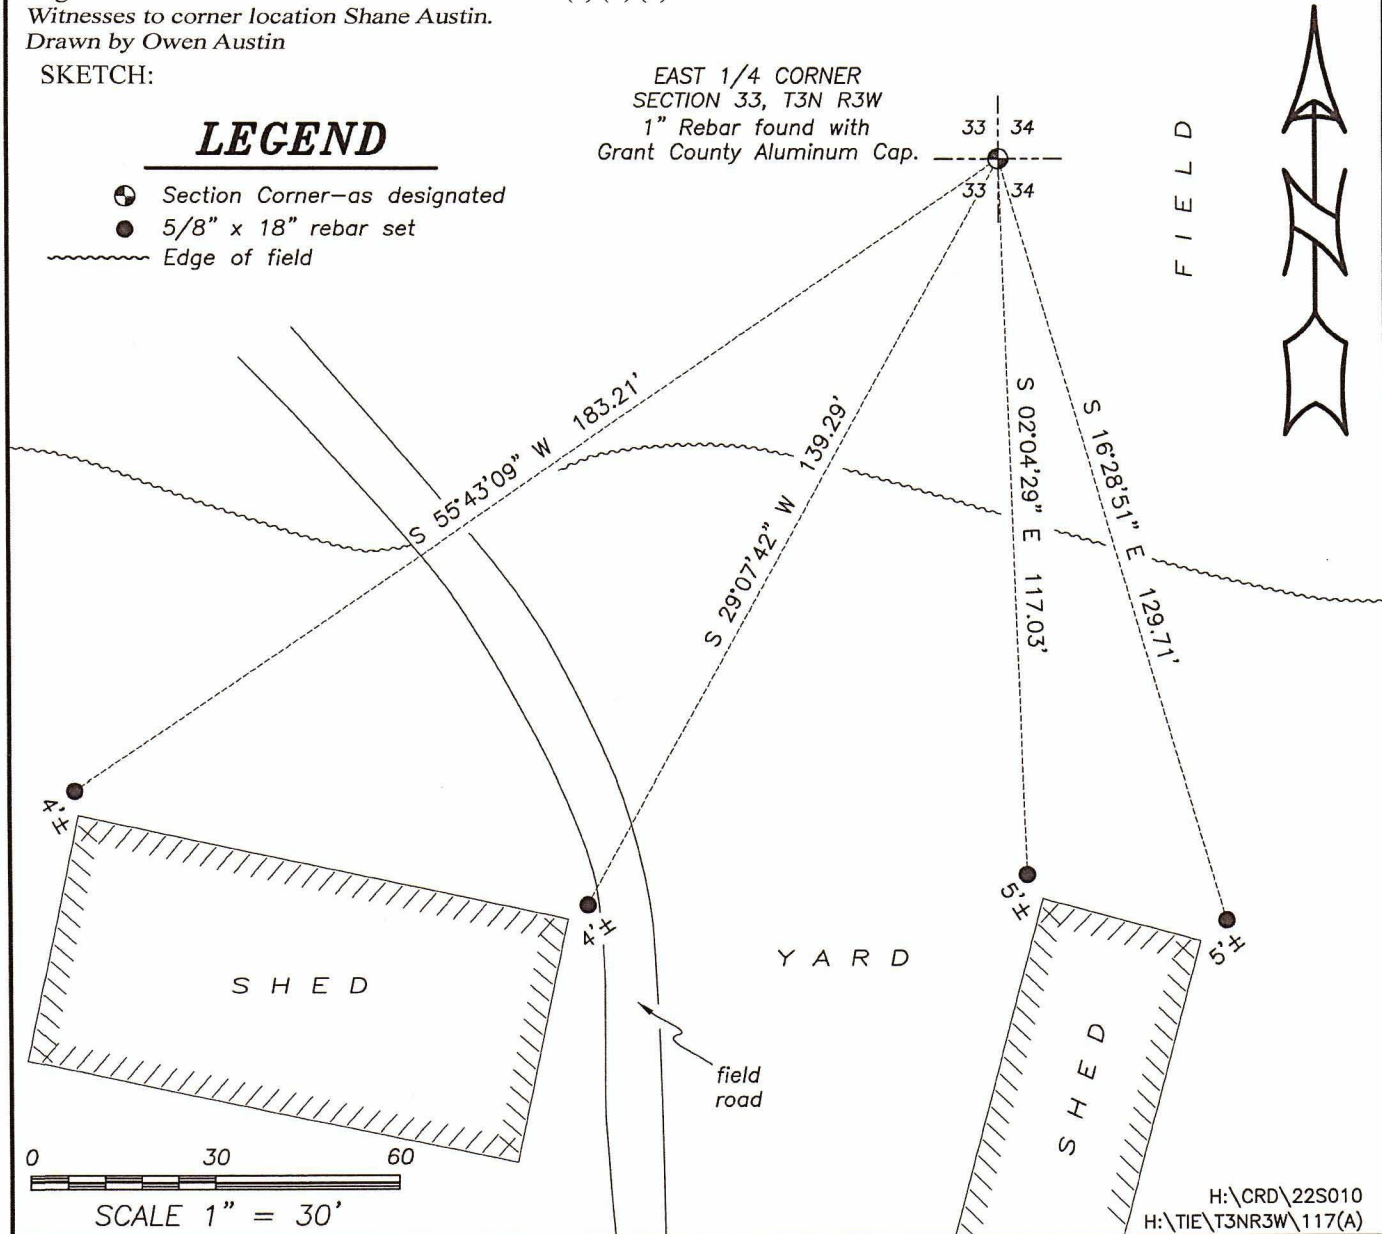 Witnesses to corner location Shane Austin.
Drawn by Owen Austin
SKETCH:
LEGEND
Section Corner-as designated
5/8" x 18" rebar set
Edge of field
EAST 1/4 CORNER
SECTION 33, T3N R3W
1" Rebar found with
Grant County Aluminum Cap.
33 34
33 34
FIELD
N
S 55°43'09" W 183.21'
S 29°07'42" W 139.29'
S 02°04'29" E 117.03'
S 16°28'51" E 129.71'
4'±
4'±
5'±
5'±
SHED
YARD
SHED
field
road
0 30 60
SCALE 1" = 30'
H:\CRD\22S010
H:\TIE\T3NR3W\117(A)